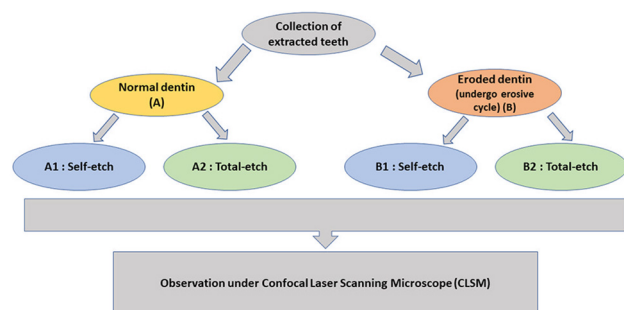 Collection of
extracted teeth
Normal dentin
(A)
Eroded dentin
(undergo erosive
cycle) (B)
A1 : Self-etch
A2 : Total-etch
B1 : Self-etch
B2 : Total-etch
Observation under Confocal Laser Scanning Microscope (CLSM)